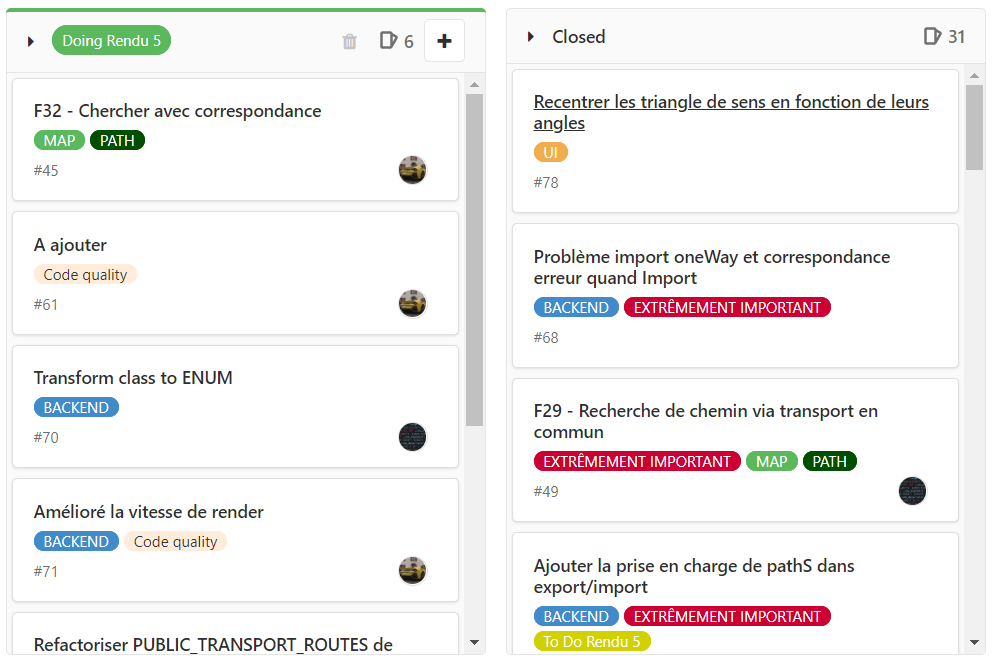 Doing Rendu 5
6
F32 - Chercher avec correspondance
MAP PATH
#45
A ajouter
Code quality
#61
Transform class to ENUM
BACKEND
#70
Amélioré la vitesse de render
BACKEND Code quality
#71
Refactoriser PUBLIC_TRANSPORT_ROUTES de
Closed
31
Recentrer les triangle de sens en fonction de leurs
angles
UI
#78
Problème import oneWay et correspondance
erreur quand Import
BACKEND EXTRÊMEMENT IMPORTANT
#68
F29 - Recherche de chemin via transport en
commun
EXTRÊMEMENT IMPORTANT MAP PATH
#49
Ajouter la prise en charge de pathS dans
export/import
BACKEND EXTRÊMEMENT IMPORTANT
To Do Rendu 5